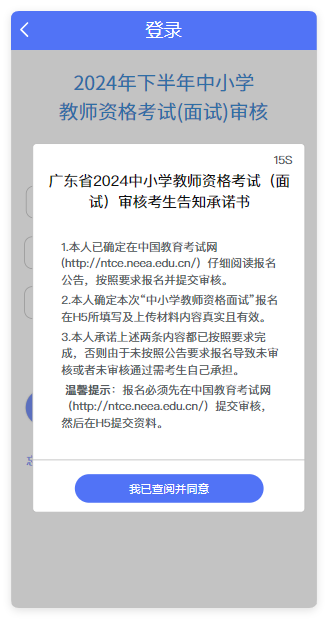 登录
2024年下半年中小学
教师资格考试(面试)审核
15S
广东省2024中小学教师资格考试（面
试）审核考生告知承诺书
1.本人已确定在中国教育考试网
(http://ntce.neea.edu.cn/）仔细阅读报名
公告，按照要求报名并提交审核。
2.本人确定本次“中小学教师资格面试”报名
在H5所填写及上传材料内容真实且有效。
3.本人承诺上述两条内容都已按照要求完
成，否则由于未按照公告要求报名导致未审
核或者未审核通过需考生自己承担。
温馨提示：报名必须先在中国教育考试网
（http://ntce.neea.edu.cn/）提交审核，
然后在H5提交资料。
我已查阅并同意